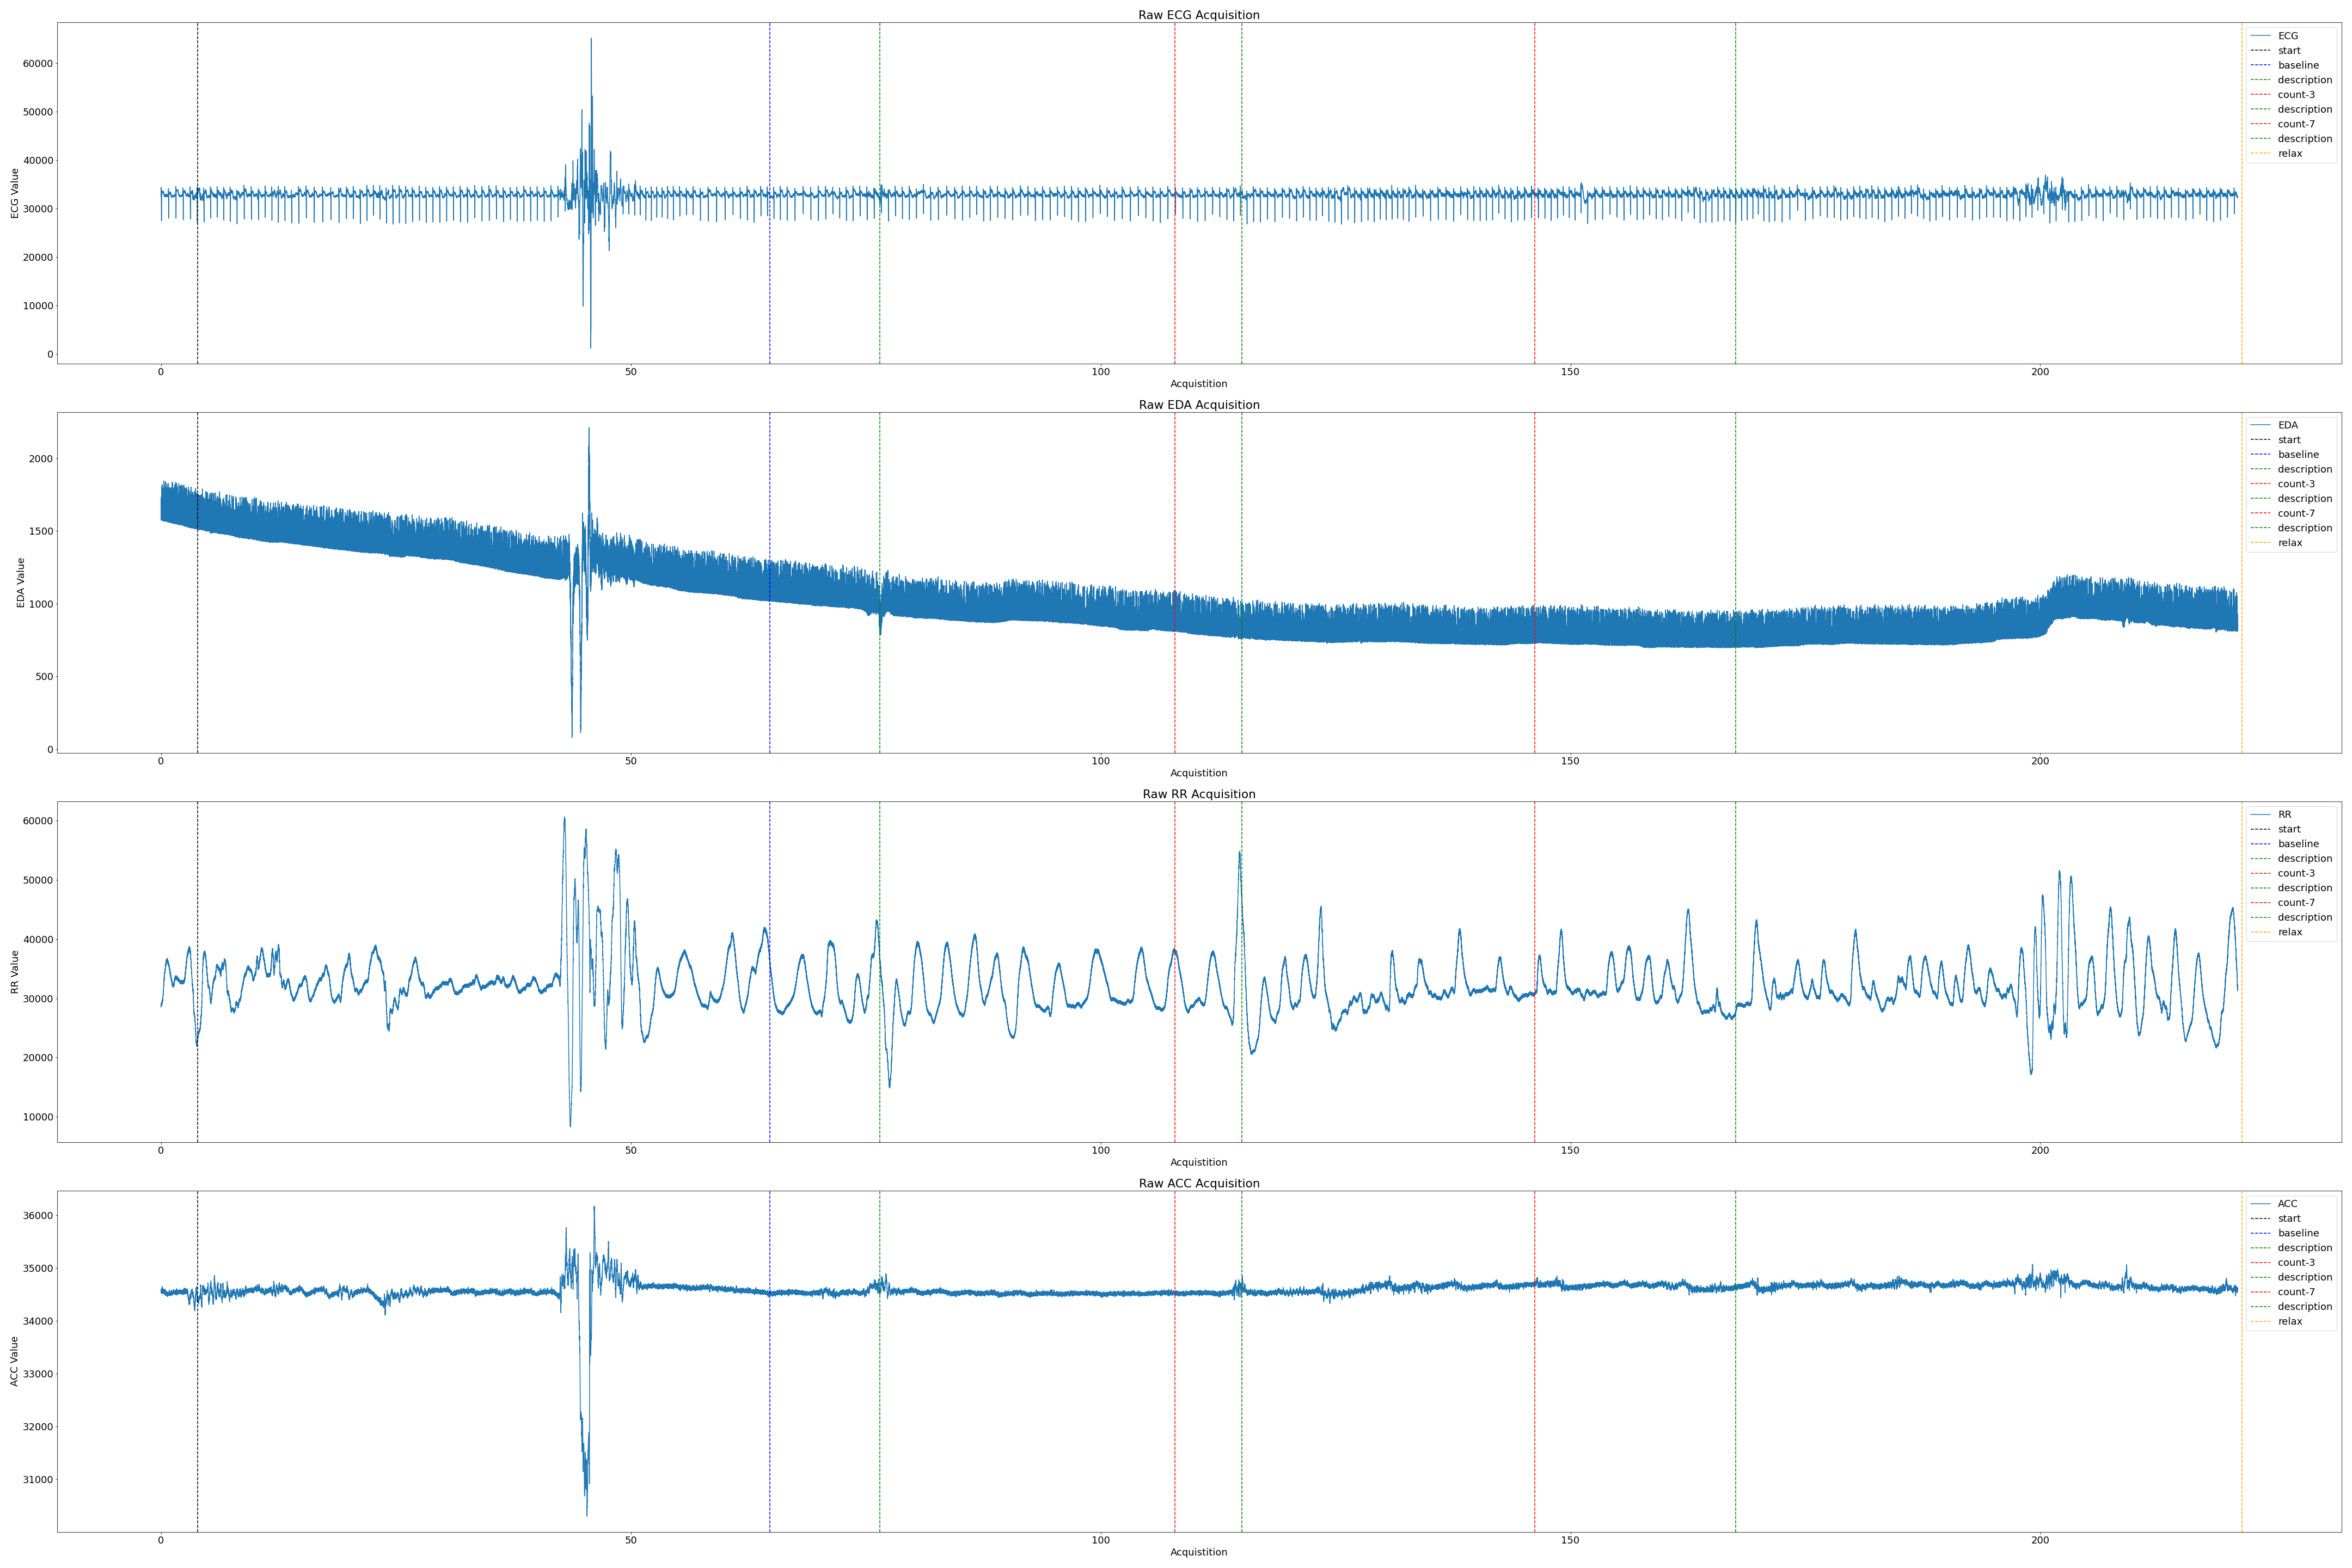 Raw ECG Acquisition
ECG Value
60000
50000
40000
30000
20000
10000
0
0 50 100 150 200
Acquistition
ECG
start
baseline
description
count-3
description
count-7
description
relax
Raw EDA Acquisition
EDA Value
2000
1500
1000
500
0
0 50 100 150 200
Acquistition
EDA
start
baseline
description
count-3
description
count-7
description
relax
Raw RR Acquisition
RR Value
60000
50000
40000
30000
20000
10000
0 50 100 150 200
Acquistition
RR
start
baseline
description
count-3
description
count-7
description
relax
Raw ACC Acquisition
ACC Value
36000
35000
34000
33000
32000
31000
0 50 100 150 200
Acquistition
ACC
start
baseline
description
count-3
description
count-7
description
relax